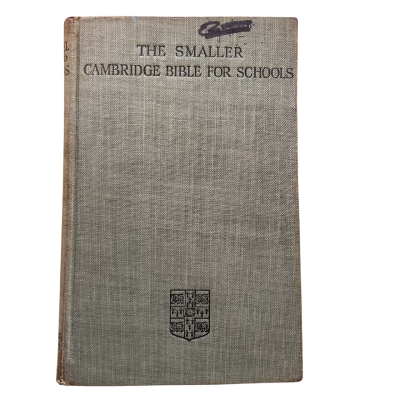 THE SMALLER
CAMBRIDGE BIBLE FOR SCHOOLS